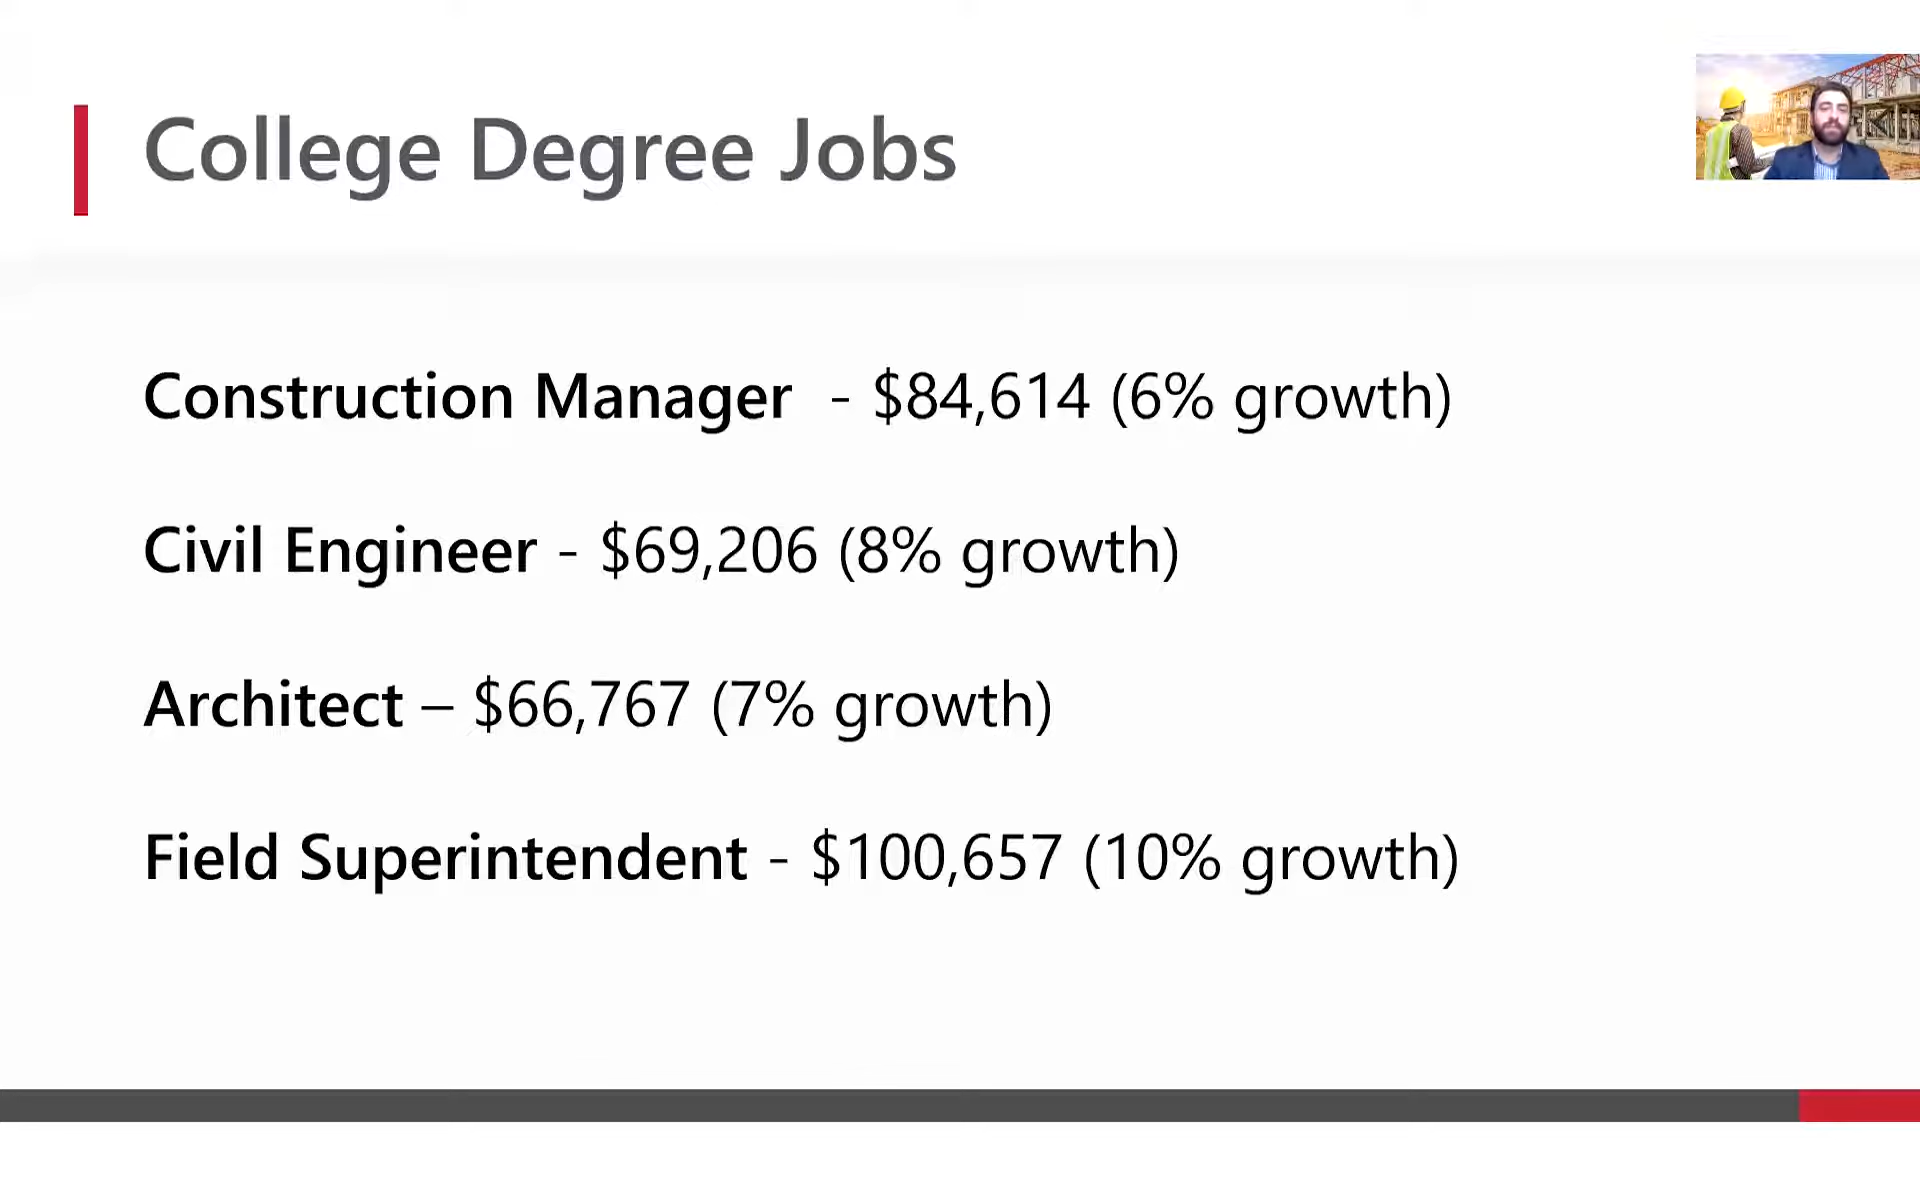 College Degree Jobs
Construction Manager  - $84,614 (6% growth)
Civil Engineer - $69,206 (8% growth)
Architect – $66,767 (7% growth)
Field Superintendent - $100,657 (10% growth)